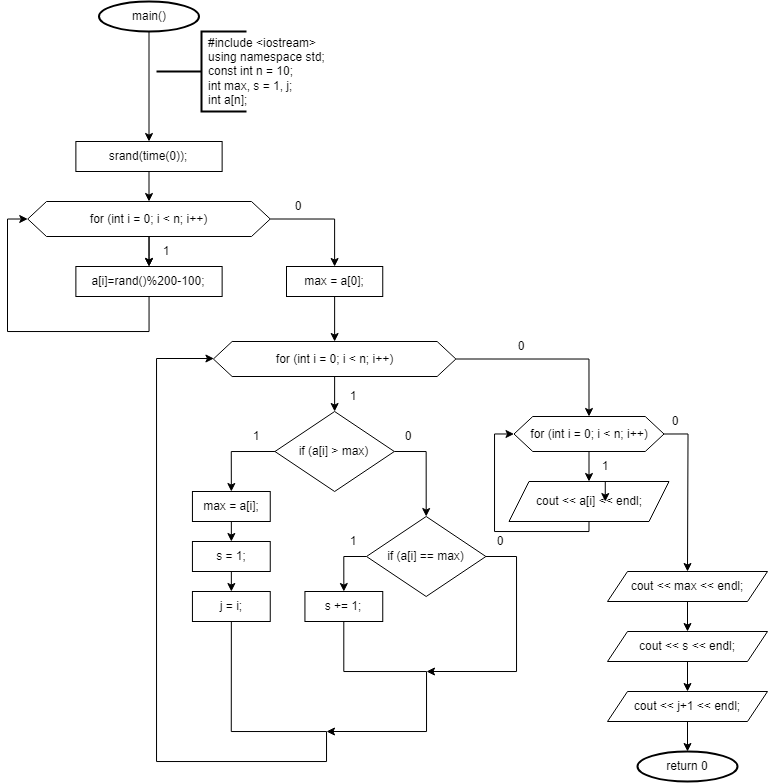 main()
#include <iostream>
using namespace std;
const int n = 10;
int max, s = 1, j;
int a[n];
srand(time(0));
for (int i = 0; i < n; i++)
0
1
a[i]=rand()%200-100;
max = a[0];
for (int i = 0; i < n; i++)
0
1
if (a[i] > max)
1
0
max = a[i];
s = 1;
j = i;
if (a[i] == max)
1
0
s += 1;
for (int i = 0; i < n; i++)
0
1
cout << a[i] << endl;
cout << max << endl;
cout << s << endl;
cout << j+1 << endl;
return 0